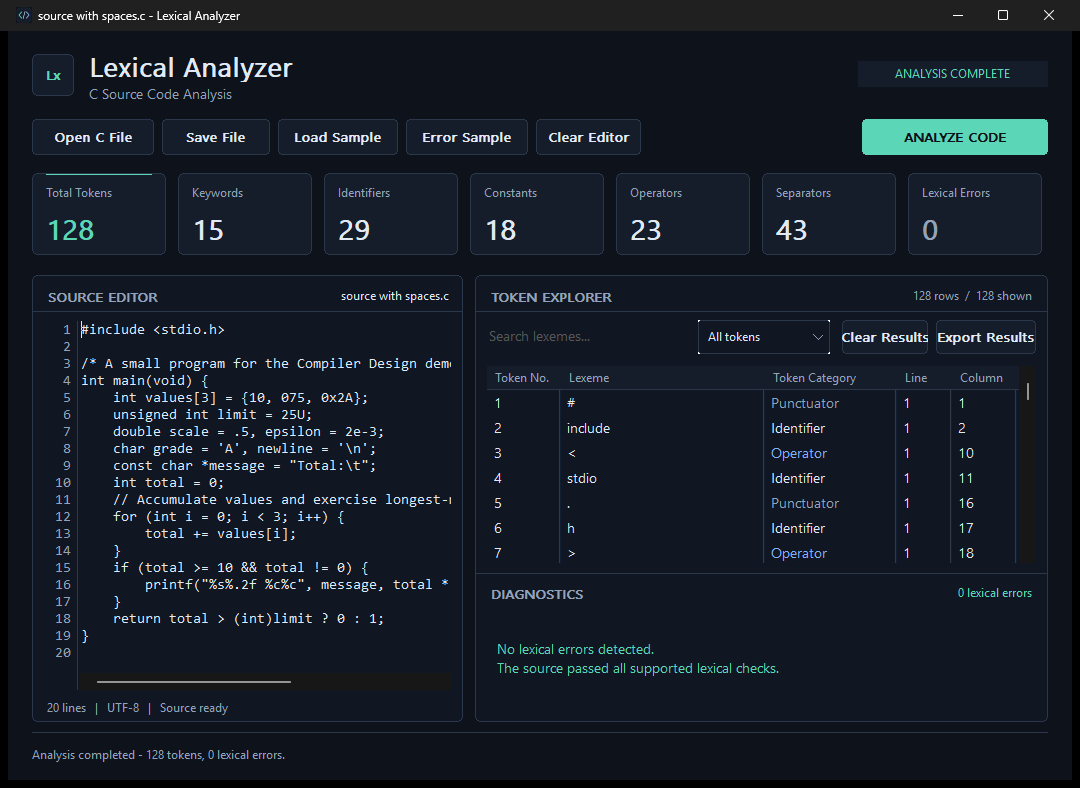 source with spaces.c - Lexical Analyzer
Lx
Lexical Analyzer
C Source Code Analysis
ANALYSIS COMPLETE
Open C File
Save File
Load Sample
Error Sample
Clear Editor
ANALYZE CODE
Total Tokens
128
Keywords
15
Identifiers
29
Constants
18
Operators
23
Separators
43
Lexical Errors
0
SOURCE EDITOR source with spaces.c
1 #include <stdio.h>
2
3 /* A small program for the Compiler Design dem
4 int main(void) {
5     int values[3] = {10, 075, 0x2A};
6     unsigned int limit = 25U;
7     double scale = .5, epsilon = 2e-3;
8     char grade = 'A', newline = '\n';
9     const char *message = "Total:\t";
10     int total = 0;
11     // Accumulate values and exercise longest-
12     for (int i = 0; i < 3; i++) {
13         total += values[i];
14     }
15     if (total >= 10 && total != 0) {
16         printf("%s%.2f %c%c", message, total *
17     }
18     return total > (int)limit ? 0 : 1;
19 }
20
20 lines | UTF-8 | Source ready
TOKEN EXPLORER 128 rows / 128 shown
Search lexemes...
All tokens
Clear Results
Export Results
Token No. Lexeme Token Category Line Column
1 # Punctuator 1 1
2 include Identifier 1 2
3 < Operator 1 10
4 stdio Identifier 1 11
5 . Punctuator 1 16
6 h Identifier 1 17
7 > Operator 1 18
DIAGNOSTICS 0 lexical errors
No lexical errors detected.
The source passed all supported lexical checks.
Analysis completed - 128 tokens, 0 lexical errors.